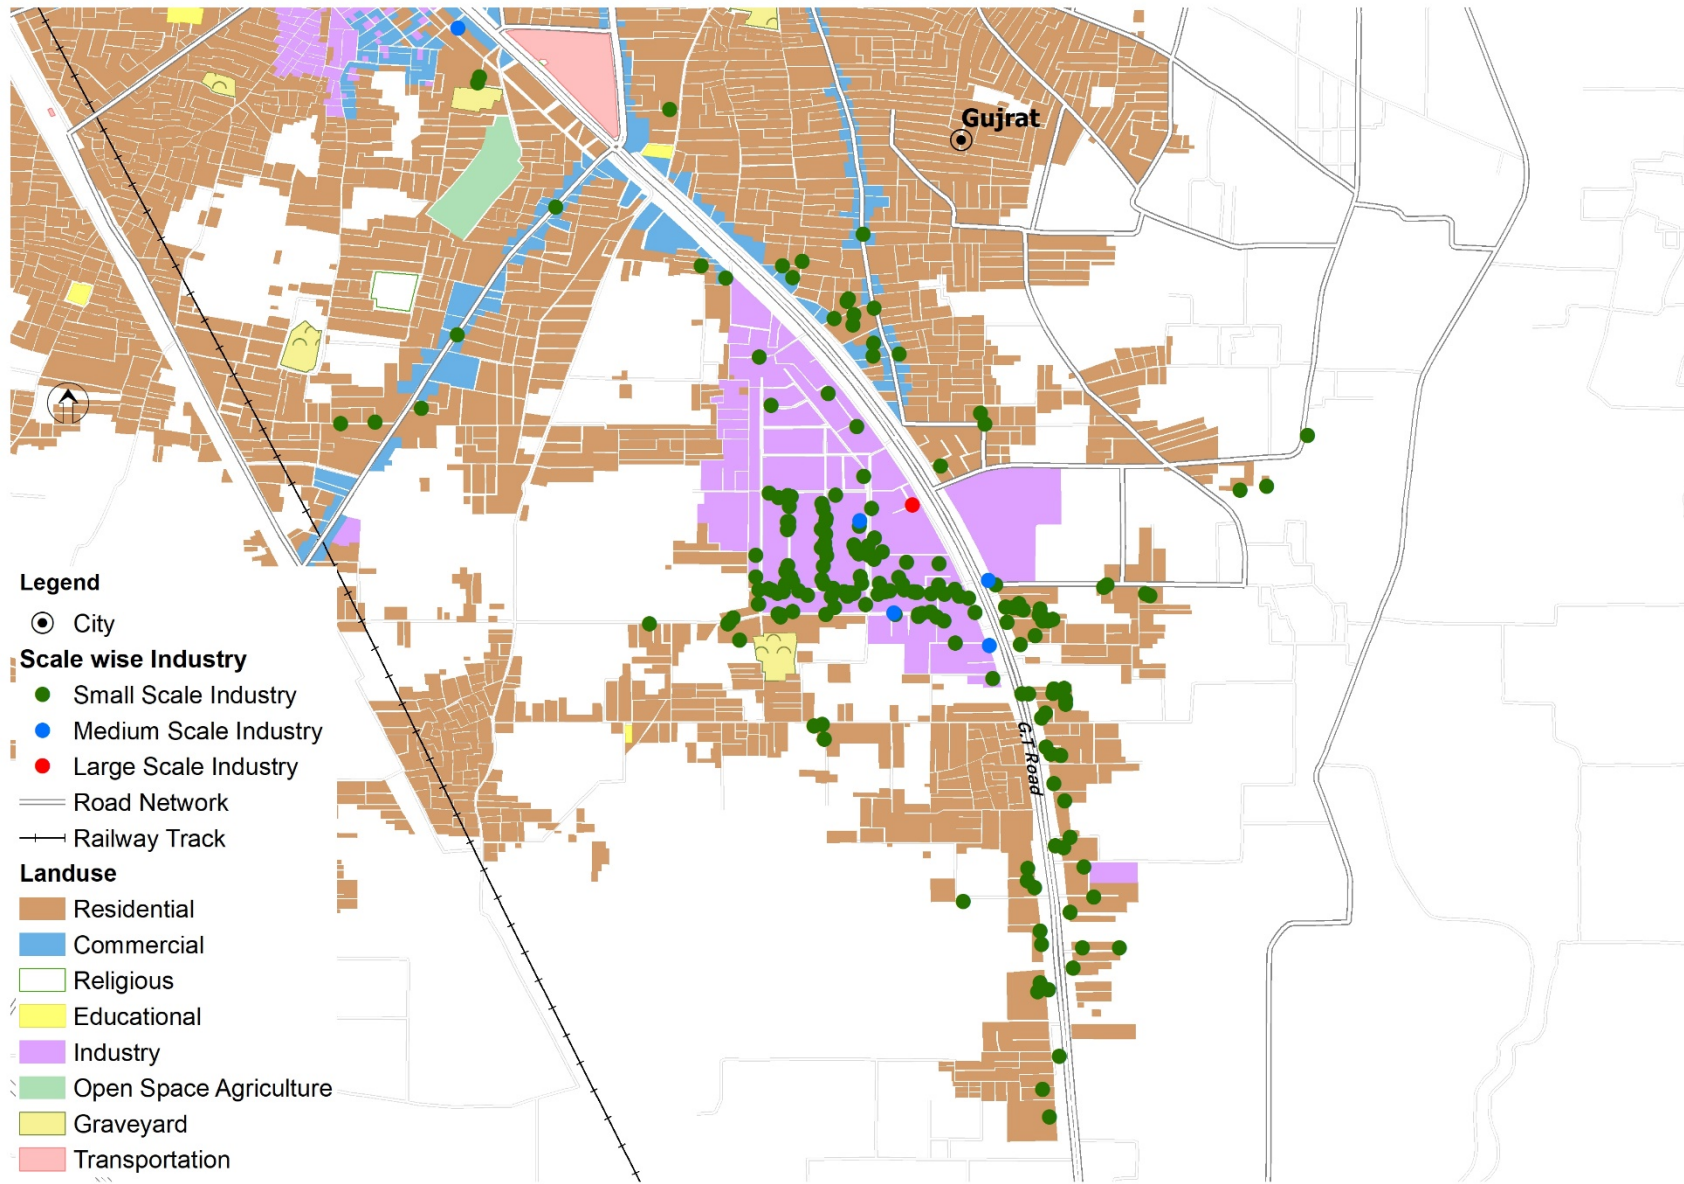 Gujrat
G.T Road
Legend
City
Scale wise Industry
Small Scale Industry
Medium Scale Industry
Large Scale Industry
Road Network
Railway Track
Landuse
Residential
Commercial
Religious
Educational
Industry
Open Space Agriculture
Graveyard
Transportation